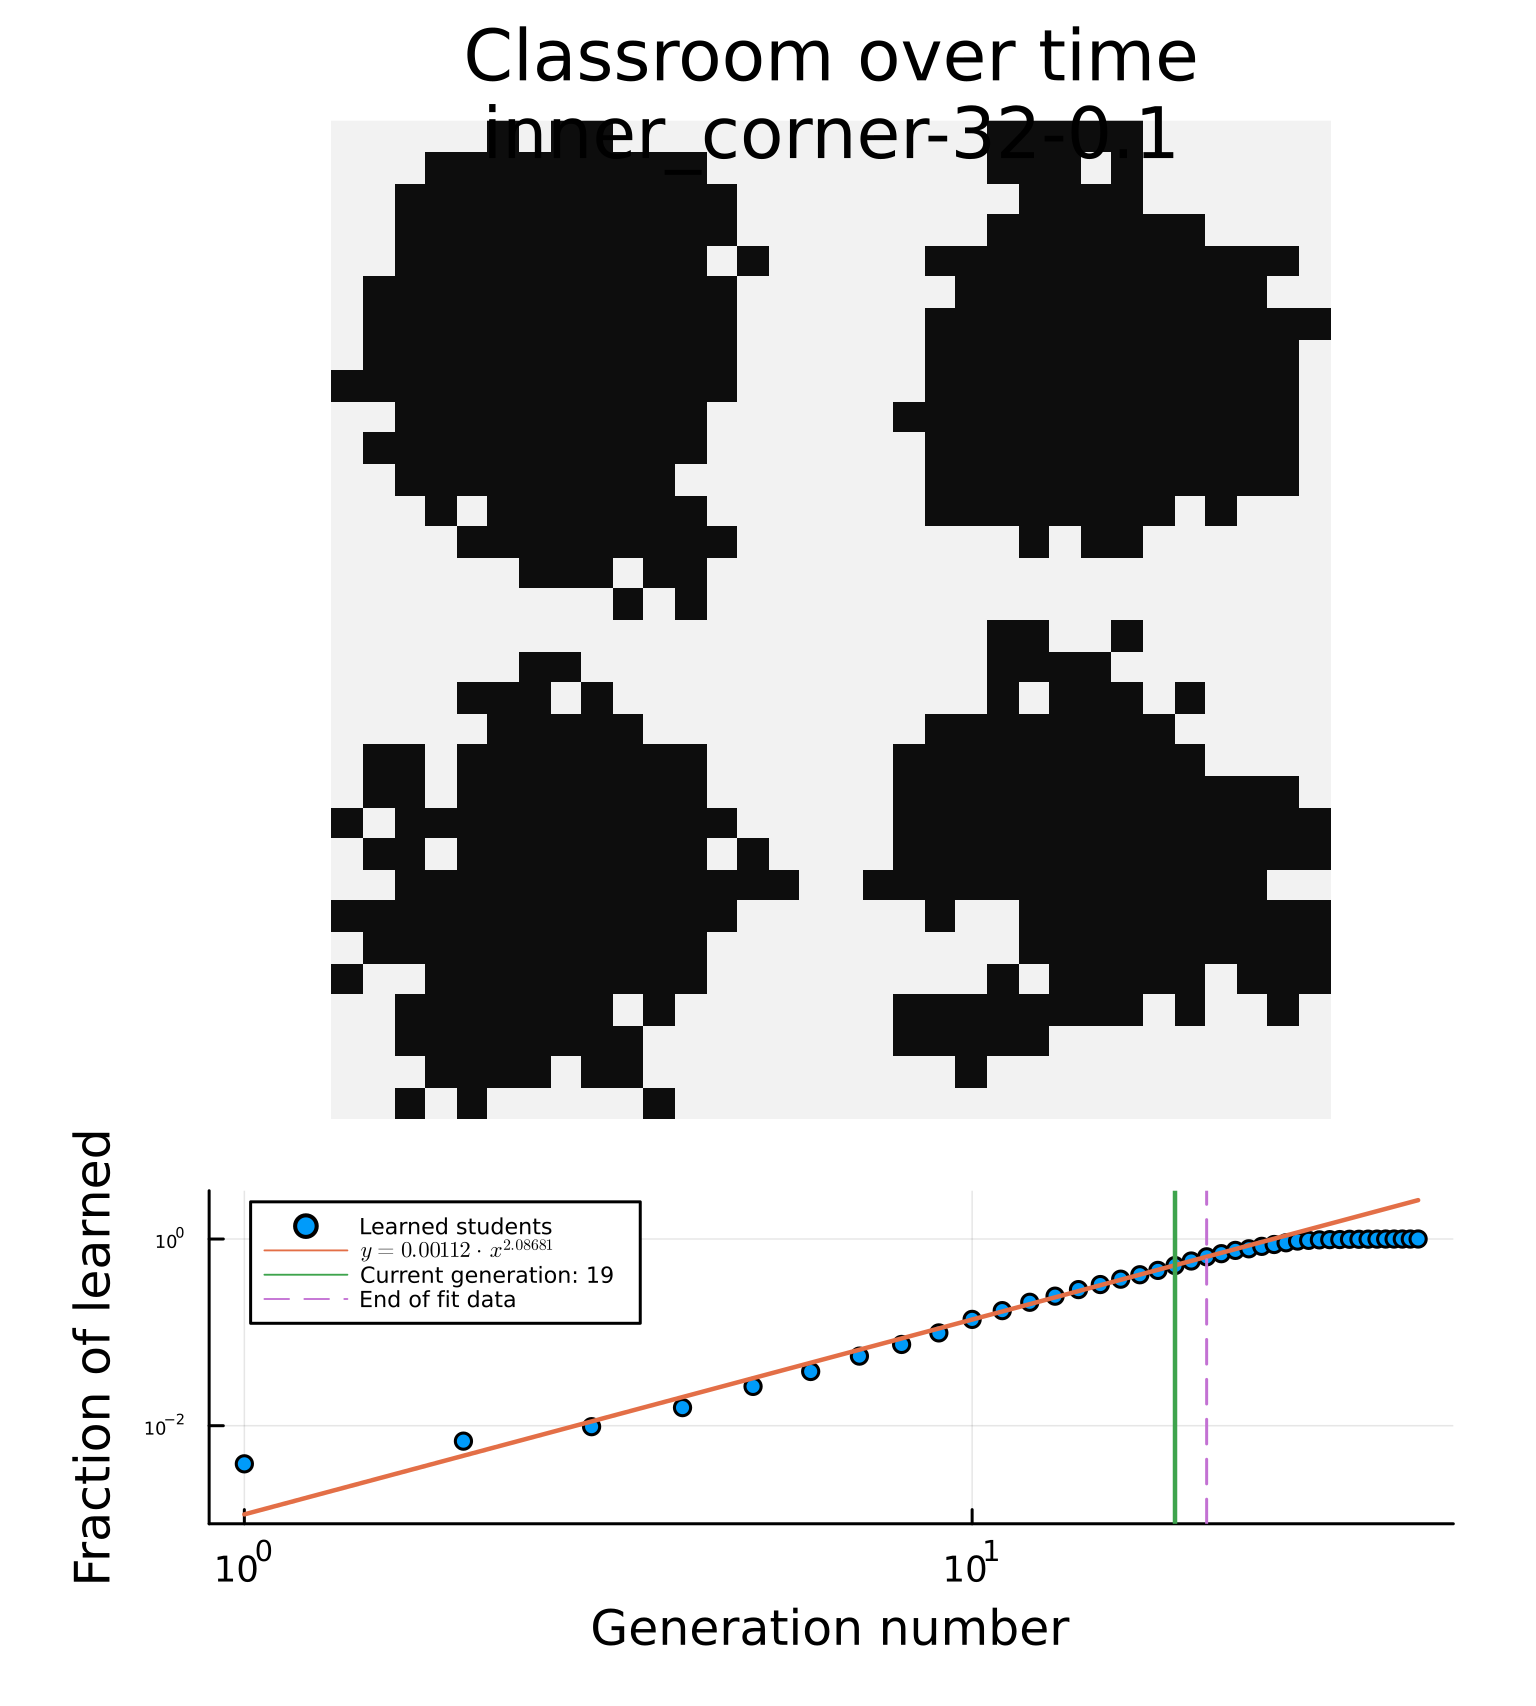 Classroom over time
inner_corner-32-0.1
Fraction of learned
10^0
10^−2
Learned students
y = 0.00112 · x^2.08681
Current generation: 19
End of fit data
10^0
10^1
Generation number